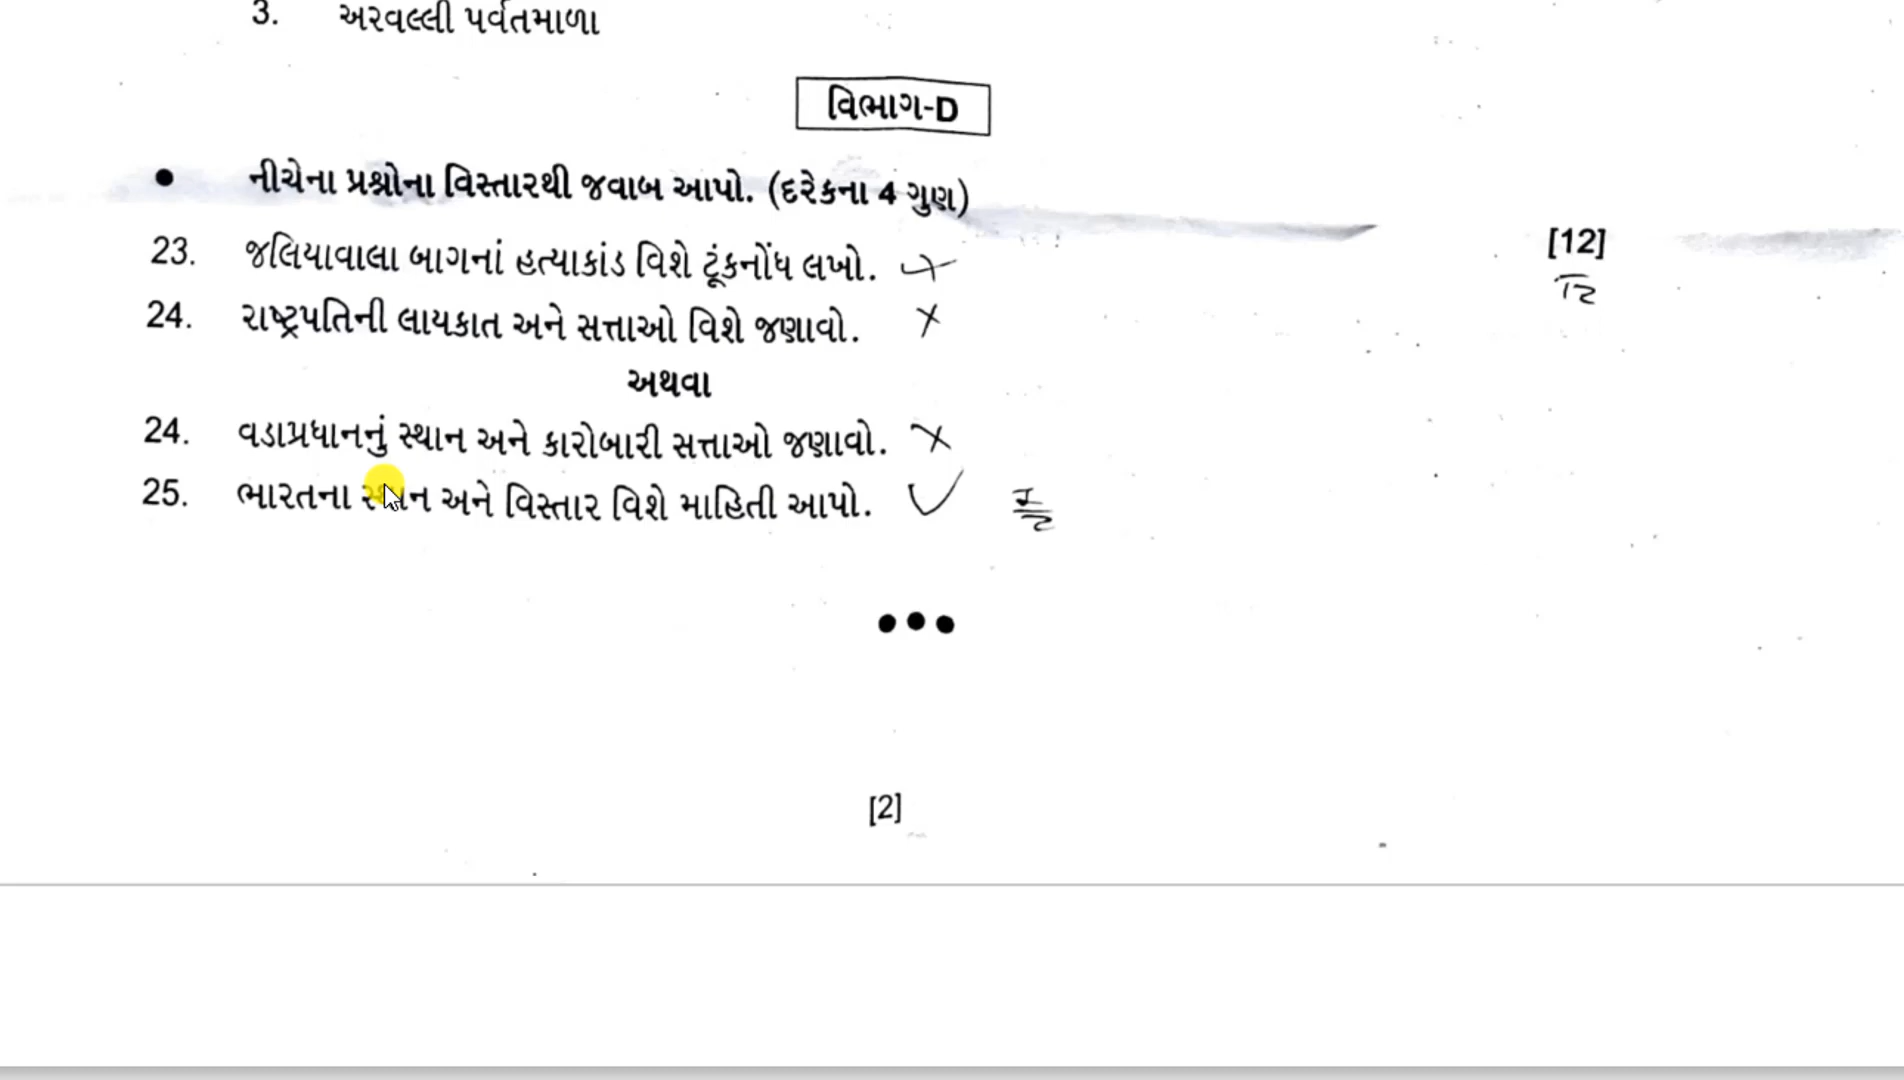 3. અરવલ્લી પર્વતમાળા
વિભાગ-D
• નીચેના પ્રશ્નોના વિસ્તારથી જવાબ આપો. (દરેકના 4 ગુણ)
[12]
23. જલિયાવાલા બાગનાં હત્યાકાંડ વિશે ટૂંકનોંધ લખો.
24. રાષ્ટ્રપતિની લાયકાત અને સત્તાઓ વિશે જણાવો.
અથવા
24. વડાપ્રધાનનું સ્થાન અને કારોબારી સત્તાઓ જણાવો.
25. ભારતના સ્થાન અને વિસ્તાર વિશે માહિતી આપો.
•••
[2]